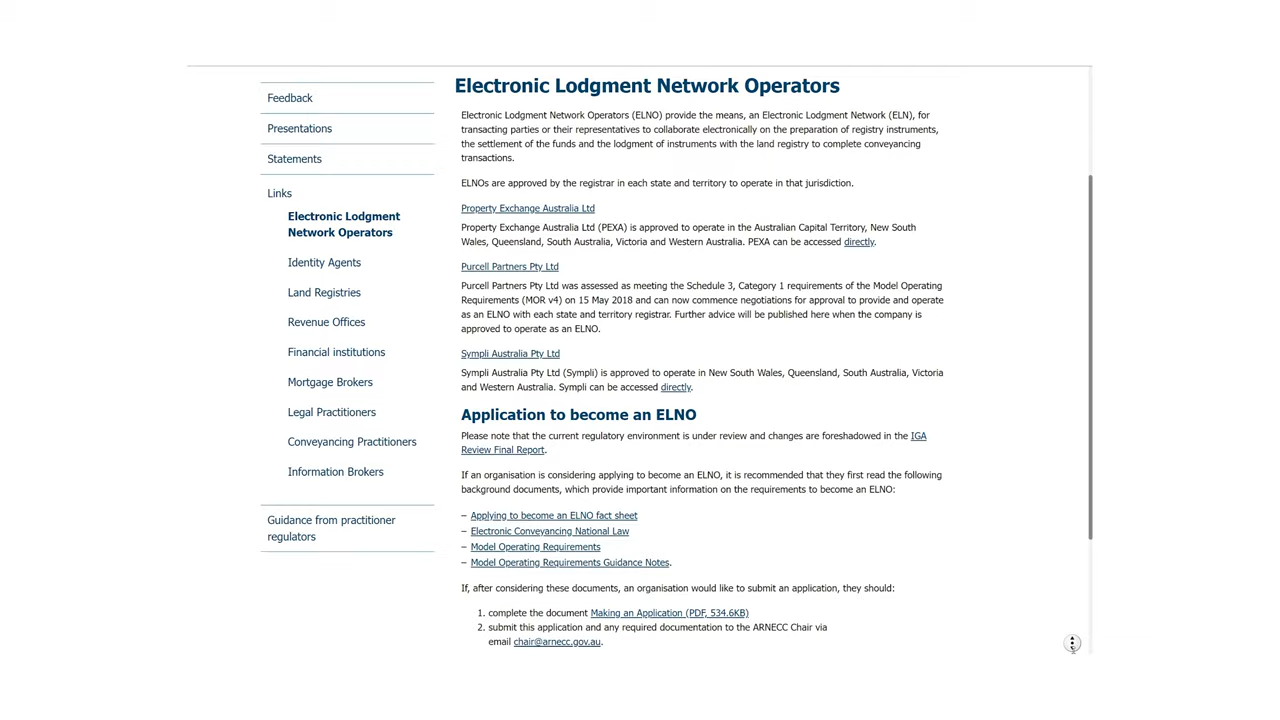 Feedback
Presentations
Statements
Links
Electronic Lodgment
Network Operators
Identity Agents
Land Registries
Revenue Offices
Financial institutions
Mortgage Brokers
Legal Practitioners
Conveyancing Practitioners
Information Brokers
Guidance from practitioner
regulators
Electronic Lodgment Network Operators
Electronic Lodgment Network Operators (ELNO) provide the means, an Electronic Lodgment Network (ELN), for
transacting parties or their representatives to collaborate electronically on the preparation of registry instruments,
the settlement of the funds and the lodgment of instruments with the land registry to complete conveyancing
transactions.
ELNOs are approved by the registrar in each state and territory to operate in that jurisdiction.
Property Exchange Australia Ltd
Property Exchange Australia Ltd (PEXA) is approved to operate in the Australian Capital Territory, New South
Wales, Queensland, South Australia, Victoria and Western Australia. PEXA can be accessed directly.
Purcell Partners Pty Ltd
Purcell Partners Pty Ltd was assessed as meeting the Schedule 3, Category 1 requirements of the Model Operating
Requirements (MOR v4) on 15 May 2018 and can now commence negotiations for approval to provide and operate
as an ELNO with each state and territory registrar. Further advice will be published here when the company is
approved to operate as an ELNO.
Sympli Australia Pty Ltd
Sympli Australia Pty Ltd (Sympli) is approved to operate in New South Wales, Queensland, South Australia, Victoria
and Western Australia. Sympli can be accessed directly.
Application to become an ELNO
Please note that the current regulatory environment is under review and changes are foreshadowed in the IGA
Review Final Report.
If an organisation is considering applying to become an ELNO, it is recommended that they first read the following
background documents, which provide important information on the requirements to become an ELNO:
– Applying to become an ELNO fact sheet
– Electronic Conveyancing National Law
– Model Operating Requirements
– Model Operating Requirements Guidance Notes.
If, after considering these documents, an organisation would like to submit an application, they should:
1. complete the document Making an Application (PDF, 534.6KB)
2. submit this application and any required documentation to the ARNECC Chair via
email chair@arnecc.gov.au.